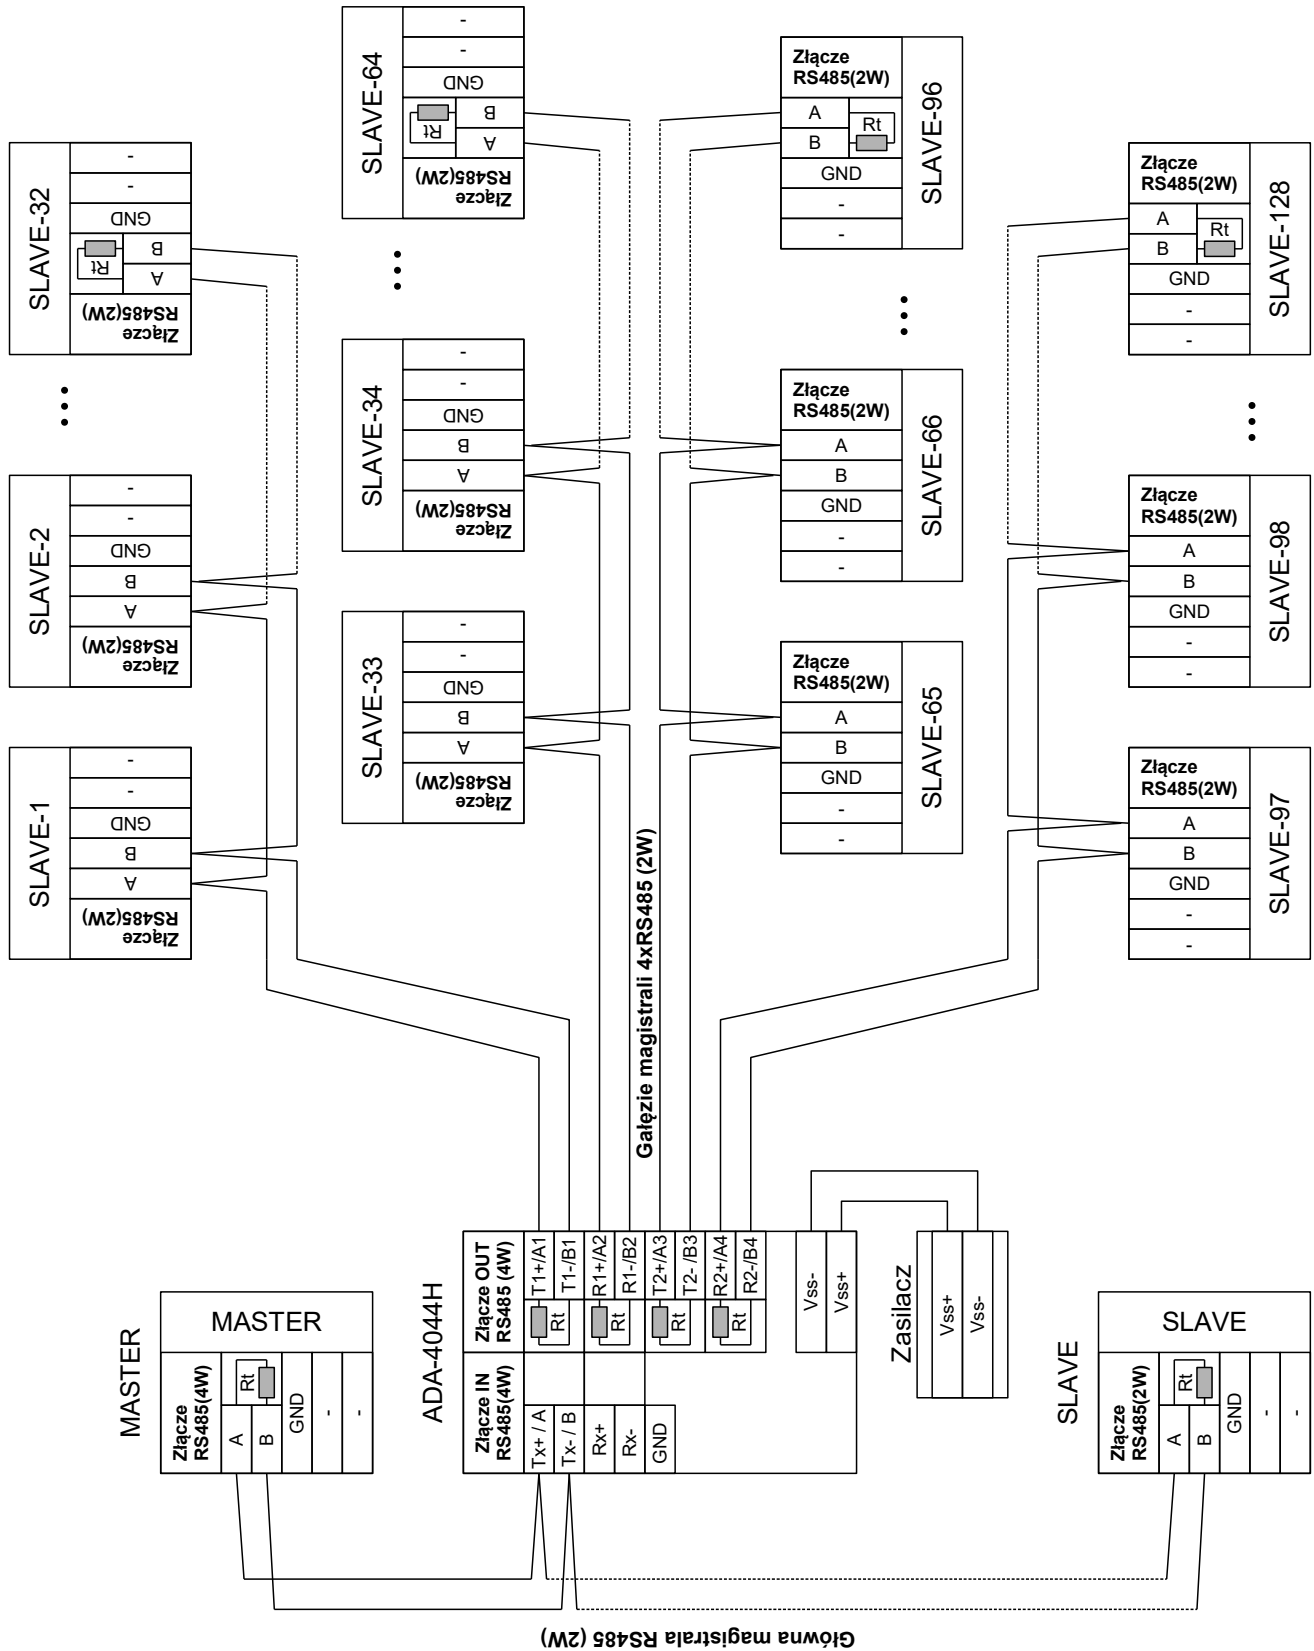 SLAVE-64
-
-
GND
B
A
Rt
Złącze
RS485(2W)
Złącze
RS485(2W)
A
B
GND
-
-
Rt
SLAVE-96
SLAVE-32
-
-
GND
B
A
Rt
Złącze
RS485(2W)
Złącze
RS485(2W)
A
B
GND
-
-
Rt
SLAVE-128
SLAVE-34
-
-
GND
B
A
Złącze
RS485(2W)
Złącze
RS485(2W)
A
B
GND
-
-
SLAVE-66
SLAVE-2
-
-
GND
B
A
Złącze
RS485(2W)
Złącze
RS485(2W)
A
B
GND
-
-
SLAVE-98
SLAVE-33
-
-
GND
B
A
Złącze
RS485(2W)
Złącze
RS485(2W)
A
B
GND
-
-
SLAVE-65
SLAVE-1
-
-
GND
B
A
Złącze
RS485(2W)
Złącze
RS485(2W)
A
B
GND
-
-
SLAVE-97
Gałęzie magistrali 4xRS485 (2W)
MASTER
MASTER
Złącze
RS485(4W)
A
B
GND
-
-
Rt
ADA-4044H
Złącze OUT
RS485 (4W)
T1+/A1
T1-/B1
R1+/A2
R1-/B2
T2+/A3
T2- /B3
R2+/A4
R2-/B4
Rt
Rt
Rt
Rt
Złącze IN
RS485(4W)
Tx+ / A
Tx- / B
Rx+
Rx-
GND
Vss-
Vss+
Zasilacz
Vss+
Vss-
SLAVE
SLAVE
Złącze
RS485(2W)
A
B
GND
-
-
Rt
Główna magistrala RS485 (2W)